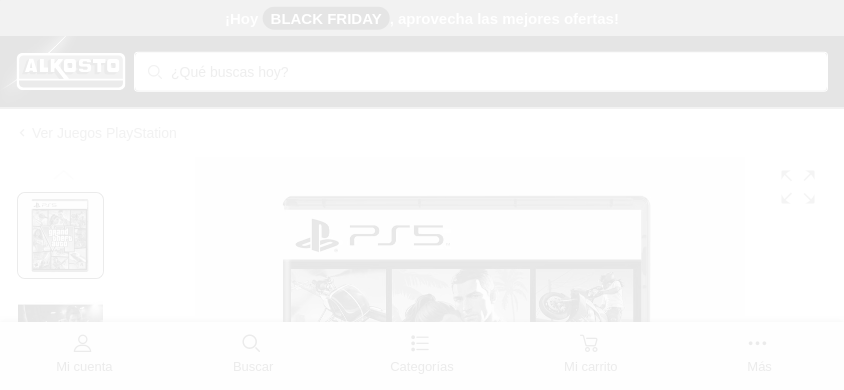 ¡Hoy BLACK FRIDAY, aprovecha las mejores ofertas!
ALKOSTO
¿Qué buscas hoy?
Ver Juegos PlayStation
PS5
Mi cuenta
Buscar
Categorías
Mi carrito
Más